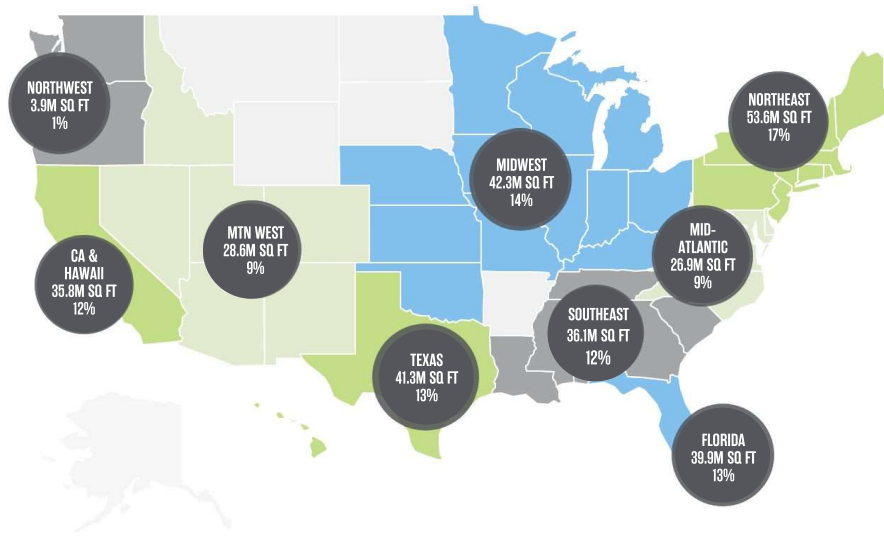 NORTHWEST
3.9M SQ FT
1%
NORTHEAST
53.6M SQ FT
17%
MIDWEST
42.3M SQ FT
14%
MTN WEST
28.6M SQ FT
9%
MID-
ATLANTIC
26.9M SQ FT
9%
CA &
HAWAII
35.8M SQ FT
12%
SOUTHEAST
36.1M SQ FT
12%
TEXAS
41.3M SQ FT
13%
FLORIDA
39.9M SQ FT
13%